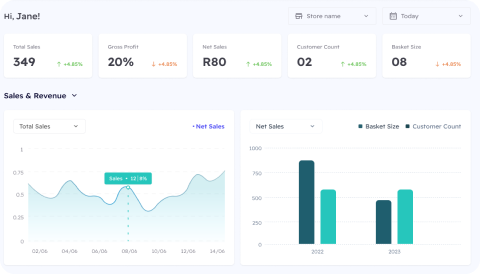 Hi, Jane!
Store name
Today
Total Sales
349
↑ +4.85%
Gross Profit
20%
↓ +4.85%
Net Sales
R80
↑ +4.85%
Customer Count
02
↑ +4.85%
Basket Size
08
↓ +4.85%
Sales & Revenue
Total Sales
• Net Sales
1
0.75
0.5
0.25
0
02/06
04/06
06/06
08/06
10/06
12/06
14/06
Net Sales
Basket Size
Customer Count
1000
750
500
250
0
2022
2023